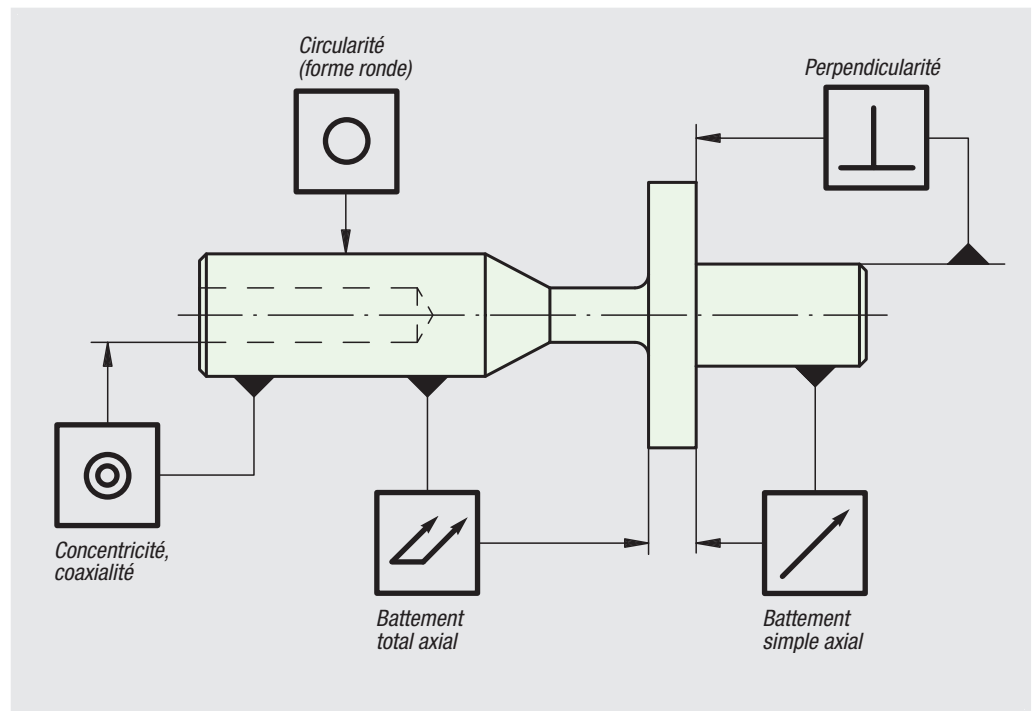 Circularité
(forme ronde)
Perpendicularité
Concentricité,
coaxialité
Battement
total axial
Battement
simple axial